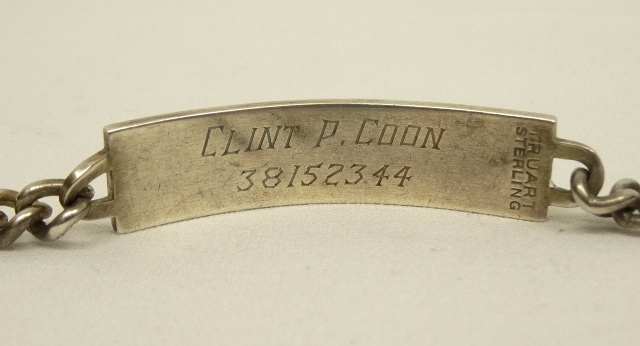 CLINT P. COON
38152344
TRUART
STERLING